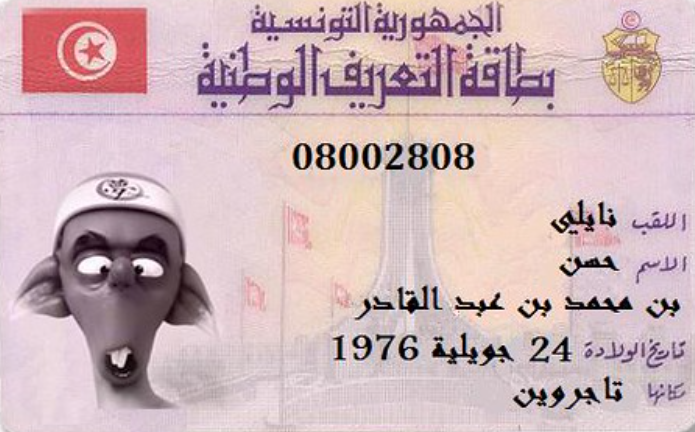 الجمهورية التونسية
بطاقة التعريف الوطنية
08002808
اللقب نايلي
الاسم حسن
بن محمد بن عبد القادر
تاريخ الولادة 24 جويلية 1976
مكانها تاجروين